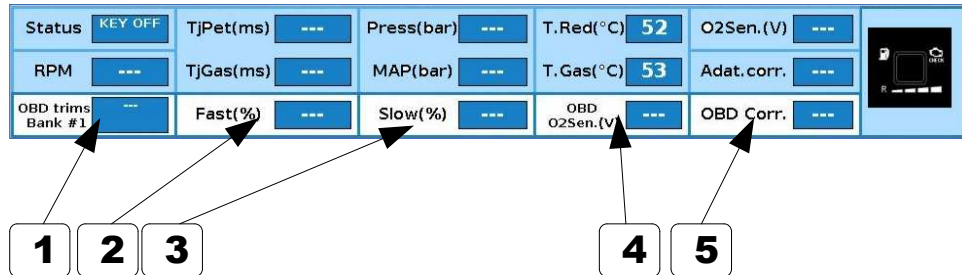 Status KEY OFF TjPet(ms) --- Press(bar) --- T.Red(°C) 52 O2Sen.(V) ---
RPM --- TjGas(ms) --- MAP(bar) --- T.Gas(°C) 53 Adat.corr. --- CHECK
R
OBD trims
Bank #1 --- Fast(%) --- Slow(%) --- OBD
O2Sen.(V) --- OBD Corr. ---
1 2 3 4 5